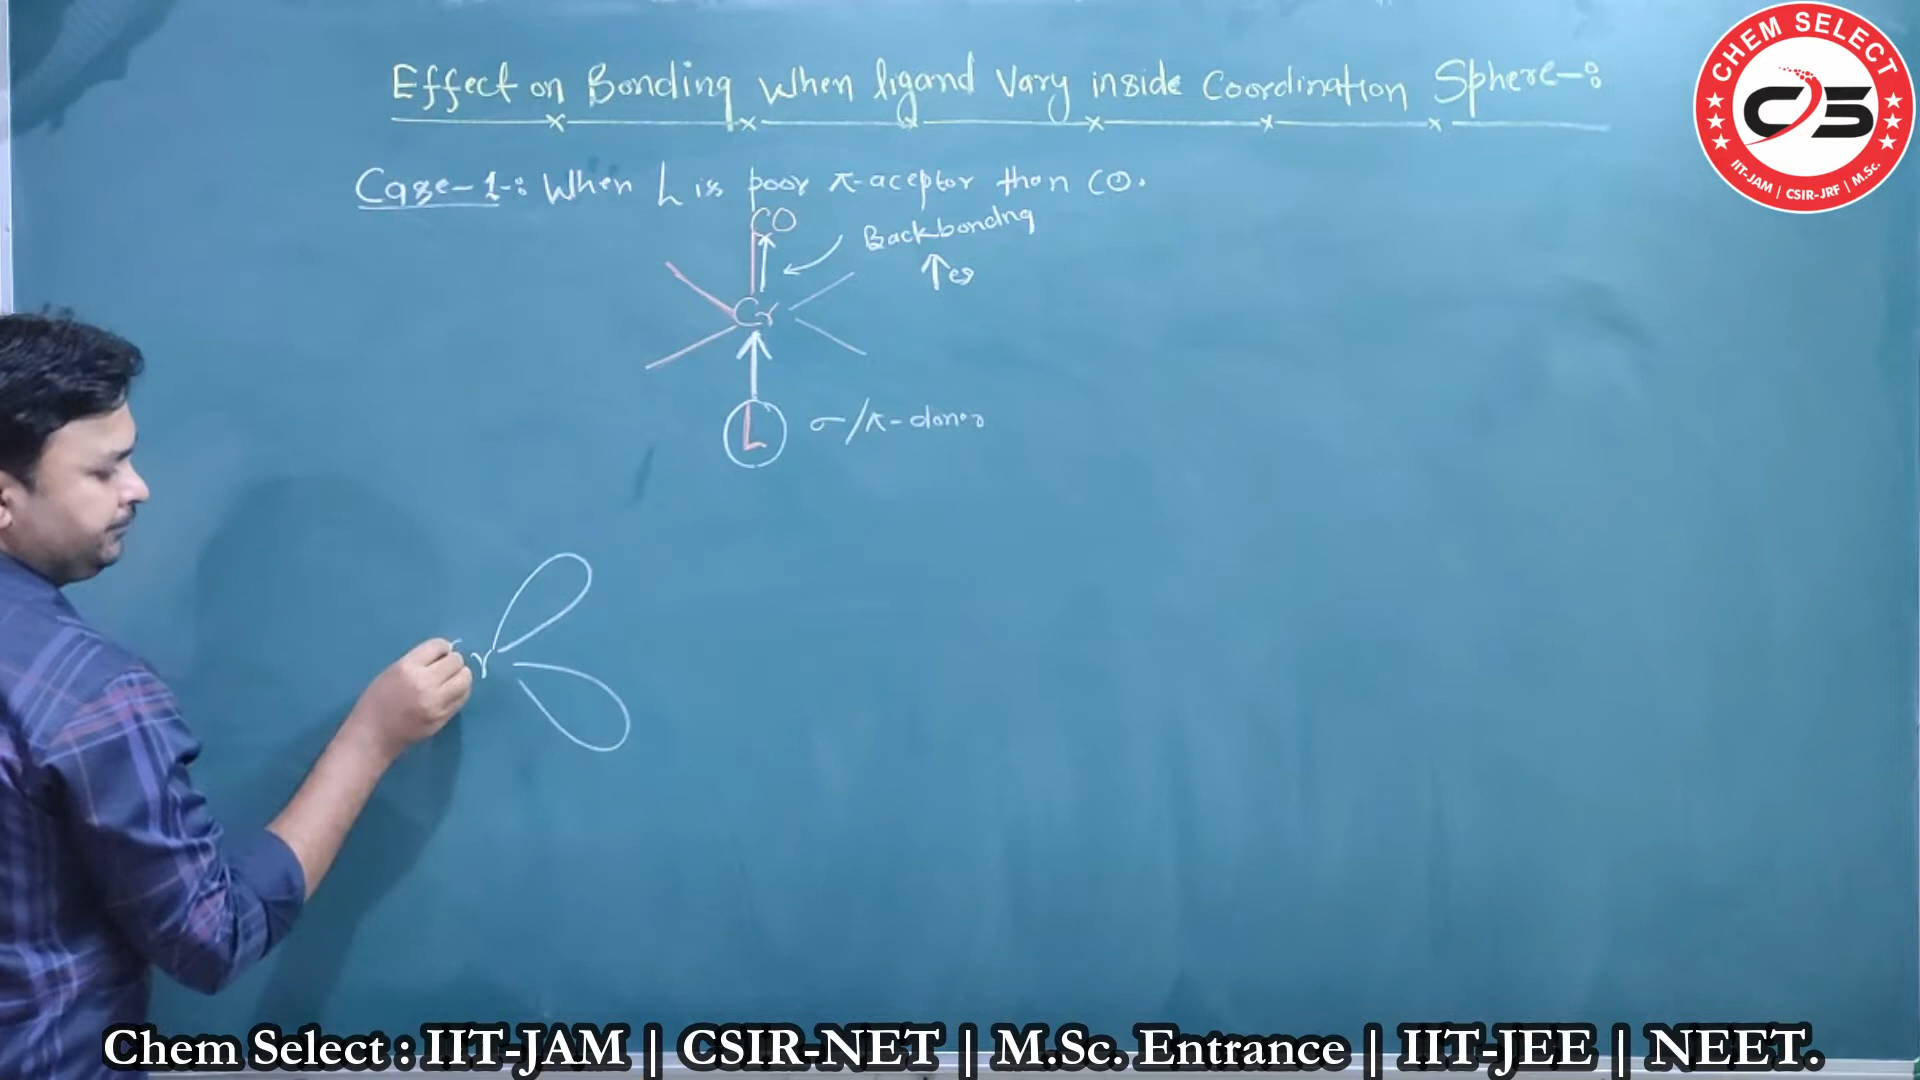 Effect on Bonding when ligand Vary inside Coordination Sphere-:
Case-1-: When L is poor π-aceptor than CO.
CO
Backbonding
↑es
Cr
L σ/π-donor
r
CHEM SELECT
CS
IIT-JAM | CSIR-JRF | M.Sc.
Chem Select : IIT-JAM | CSIR-NET | M.Sc. Entrance | IIT-JEE | NEET.